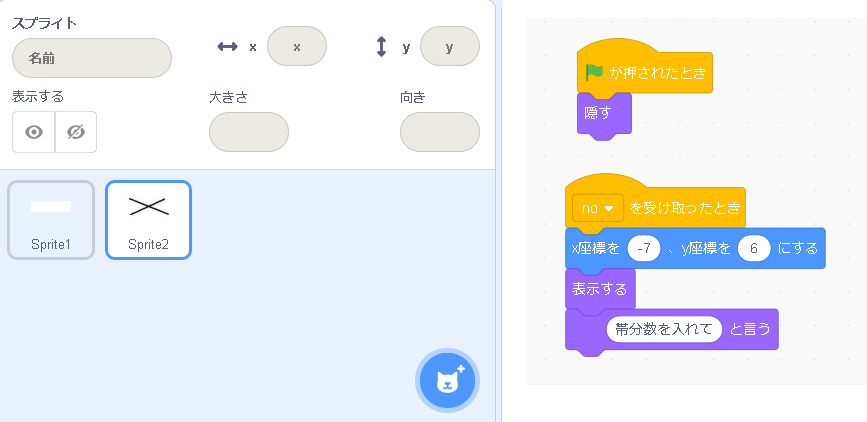 スプライト
名前
x
x
y
y
表示する
大きさ
向き
Sprite1
Sprite2
が押されたとき
隠す
no を受け取ったとき
x座標を -7 、y座標を 6 にする
表示する
帯分数を入れて と言う